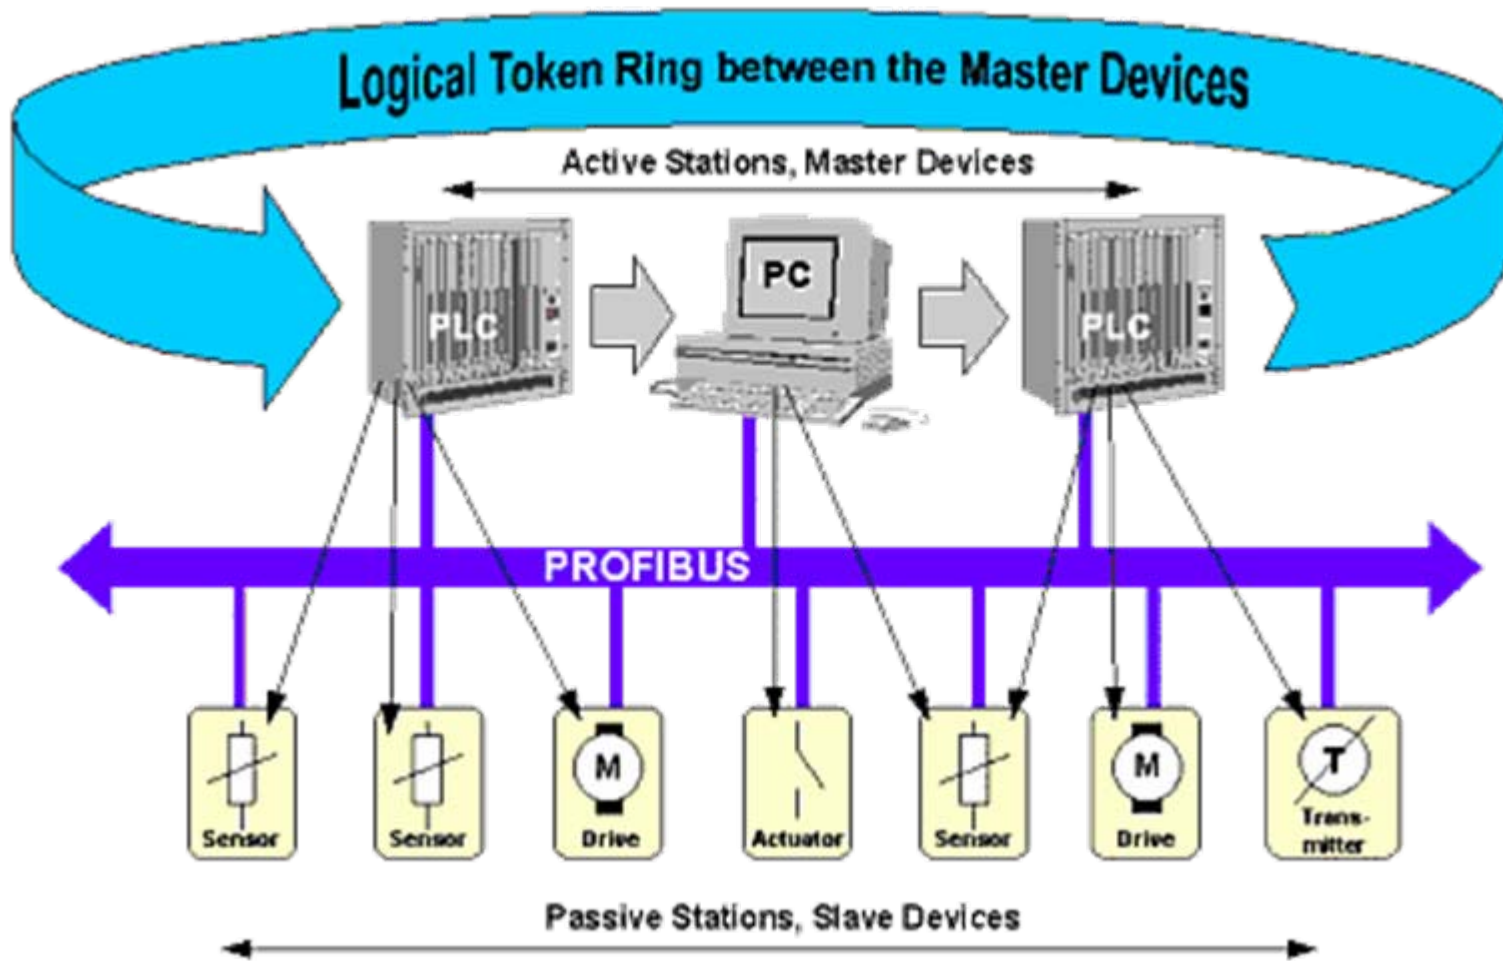 Logical Token Ring between the Master Devices
Active Stations, Master Devices
PLC
PC
PLC
PROFIBUS
M
M
T
Sensor
Sensor
Drive
Actuator
Sensor
Drive
Trans-
mitter
Passive Stations, Slave Devices